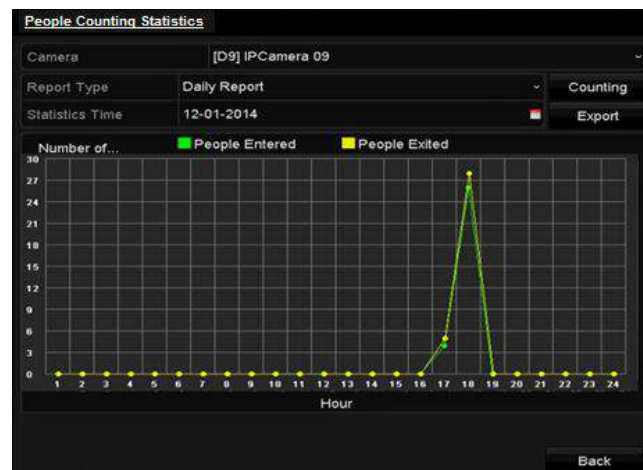 People Counting Statistics
Camera [D9] IPCamera 09
Report Type Daily Report Counting
Statistics Time 12-01-2014 Export
Number of... People Entered People Exited
30
27
24
21
18
15
12
9
6
3
0
1 2 3 4 5 6 7 8 9 10 11 12 13 14 15 16 17 18 19 20 21 22 23 24
Hour
Back